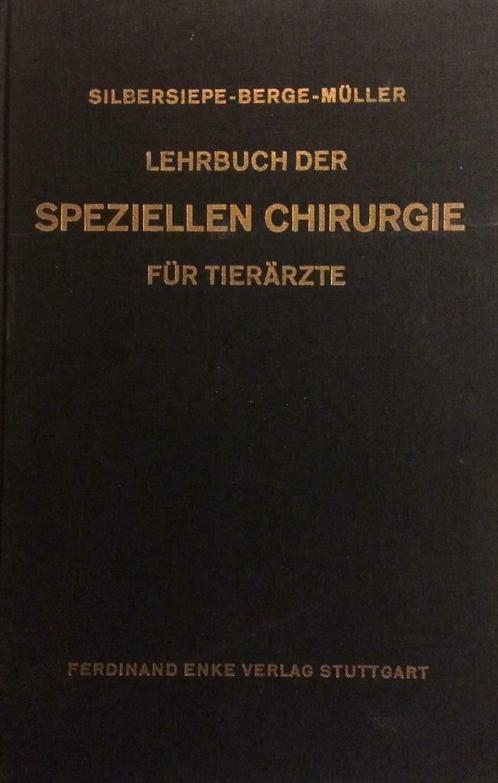 SILBERSIEPE-BERGE-MÜLLER
LEHRBUCH DER
SPEZIELLEN CHIRURGIE
FÜR TIERÄRZTE
FERDINAND ENKE VERLAG STUTTGART